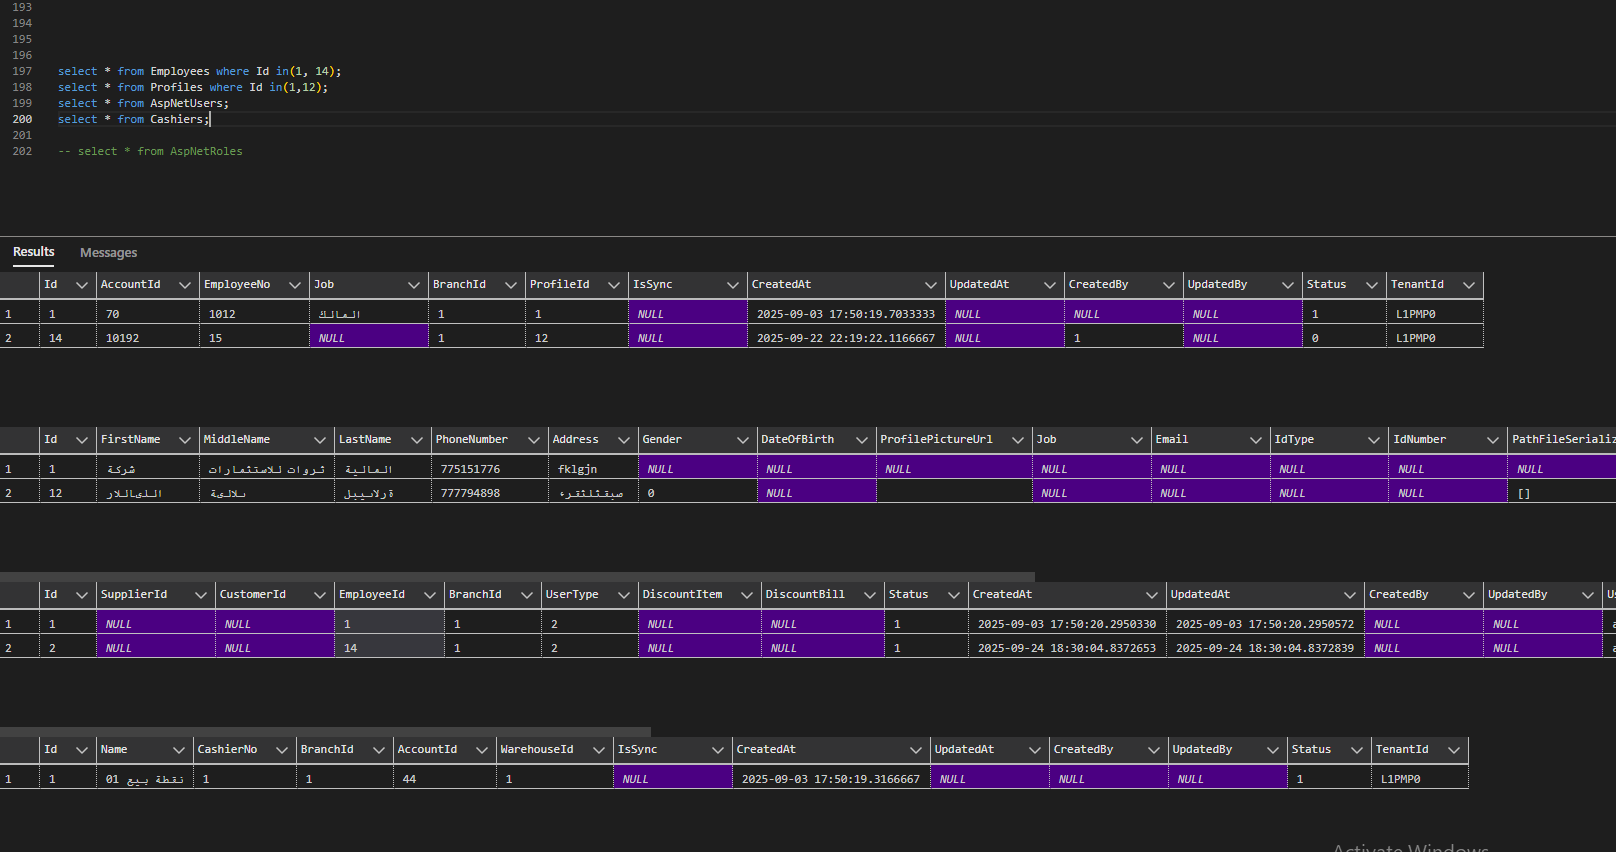 193
194
195
196
197 select * from Employees where Id in(1, 14);
198 select * from Profiles where Id in(1,12);
199 select * from AspNetUsers;
200 select * from Cashiers;
201
202 -- select * from AspNetRoles
Results Messages
Id AccountId EmployeeNo Job BranchId ProfileId IsSync CreatedAt UpdatedAt CreatedBy UpdatedBy Status TenantId
1 1 70 1012 المالك 1 1 NULL 2025-09-03 17:50:19.7033333 NULL NULL NULL 1 L1PMP0
2 14 10192 15 NULL 1 12 NULL 2025-09-22 22:19:22.1166667 NULL 1 NULL 0 L1PMP0
Id FirstName MiddleName LastName PhoneNumber Address Gender DateOfBirth ProfilePictureUrl Job Email IdType IdNumber PathFileSerializ
1 1 شركة ثروات للاستثمارات المالية 775151776 fklgjn NULL NULL NULL NULL NULL NULL NULL NULL
2 12 777794898 0 NULL NULL NULL NULL NULL []
Id SupplierId CustomerId EmployeeId BranchId UserType DiscountItem DiscountBill Status CreatedAt UpdatedAt CreatedBy UpdatedBy Us
1 1 NULL NULL 1 1 2 NULL NULL 1 2025-09-03 17:50:20.2950330 2025-09-03 17:50:20.2950572 NULL NULL a
2 2 NULL NULL 14 1 2 NULL NULL 1 2025-09-24 18:30:04.8372653 2025-09-24 18:30:04.8372839 NULL NULL a
Id Name CashierNo BranchId AccountId WarehouseId IsSync CreatedAt UpdatedAt CreatedBy UpdatedBy Status TenantId
1 1 نقطة بيع 01 1 1 44 1 NULL 2025-09-03 17:50:19.3166667 NULL NULL NULL 1 L1PMP0
Activate Windows